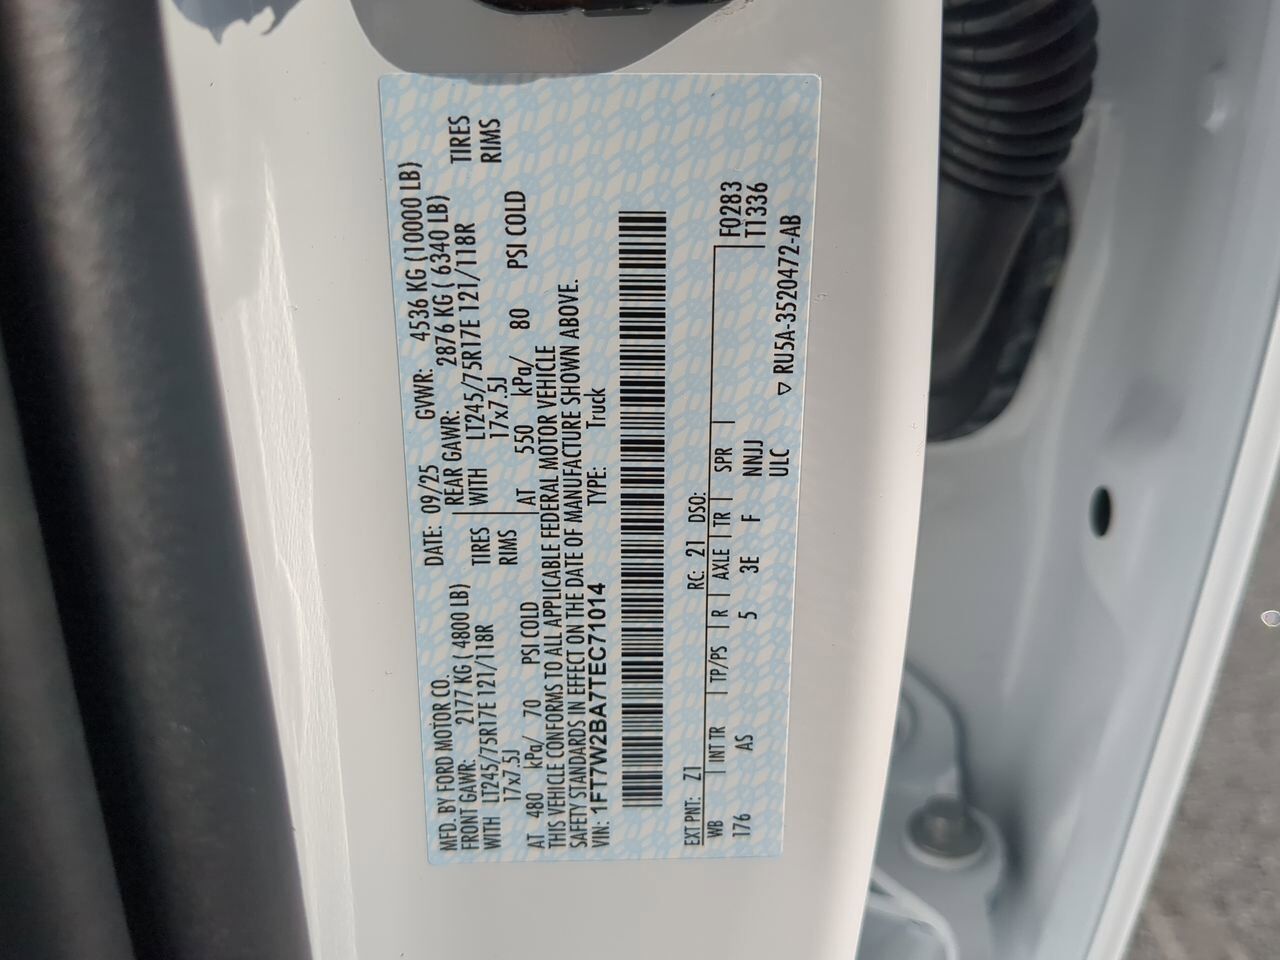 MFD. BY FORD MOTOR CO.
DATE: 09/25 GVWR: 4536 KG (10000 LB)
FRONT GAWR: 2177 KG ( 4800 LB) REAR GAWR: 2876 KG ( 6340 LB)
WITH LT245/75R17E 121/118R TIRES WITH LT245/75R17E 121/118R TIRES
17x7.5J RIMS 17x7.5J RIMS
AT 480 kPa/ 70 PSI COLD AT 550 kPa/ 80 PSI COLD
THIS VEHICLE CONFORMS TO ALL APPLICABLE FEDERAL MOTOR VEHICLE
SAFETY STANDARDS IN EFFECT ON THE DATE OF MANUFACTURE SHOWN ABOVE.
VIN: 1FT7W2BA7TEC71014 TYPE: Truck
EXT PNT: Z1 RC: 21 DSO:
WB INT TR TP/PS R AXLE TR SPR F0283
176 AS 5 3E F NNJJ T1336
ULC
▽ RU5A-3520472-AB